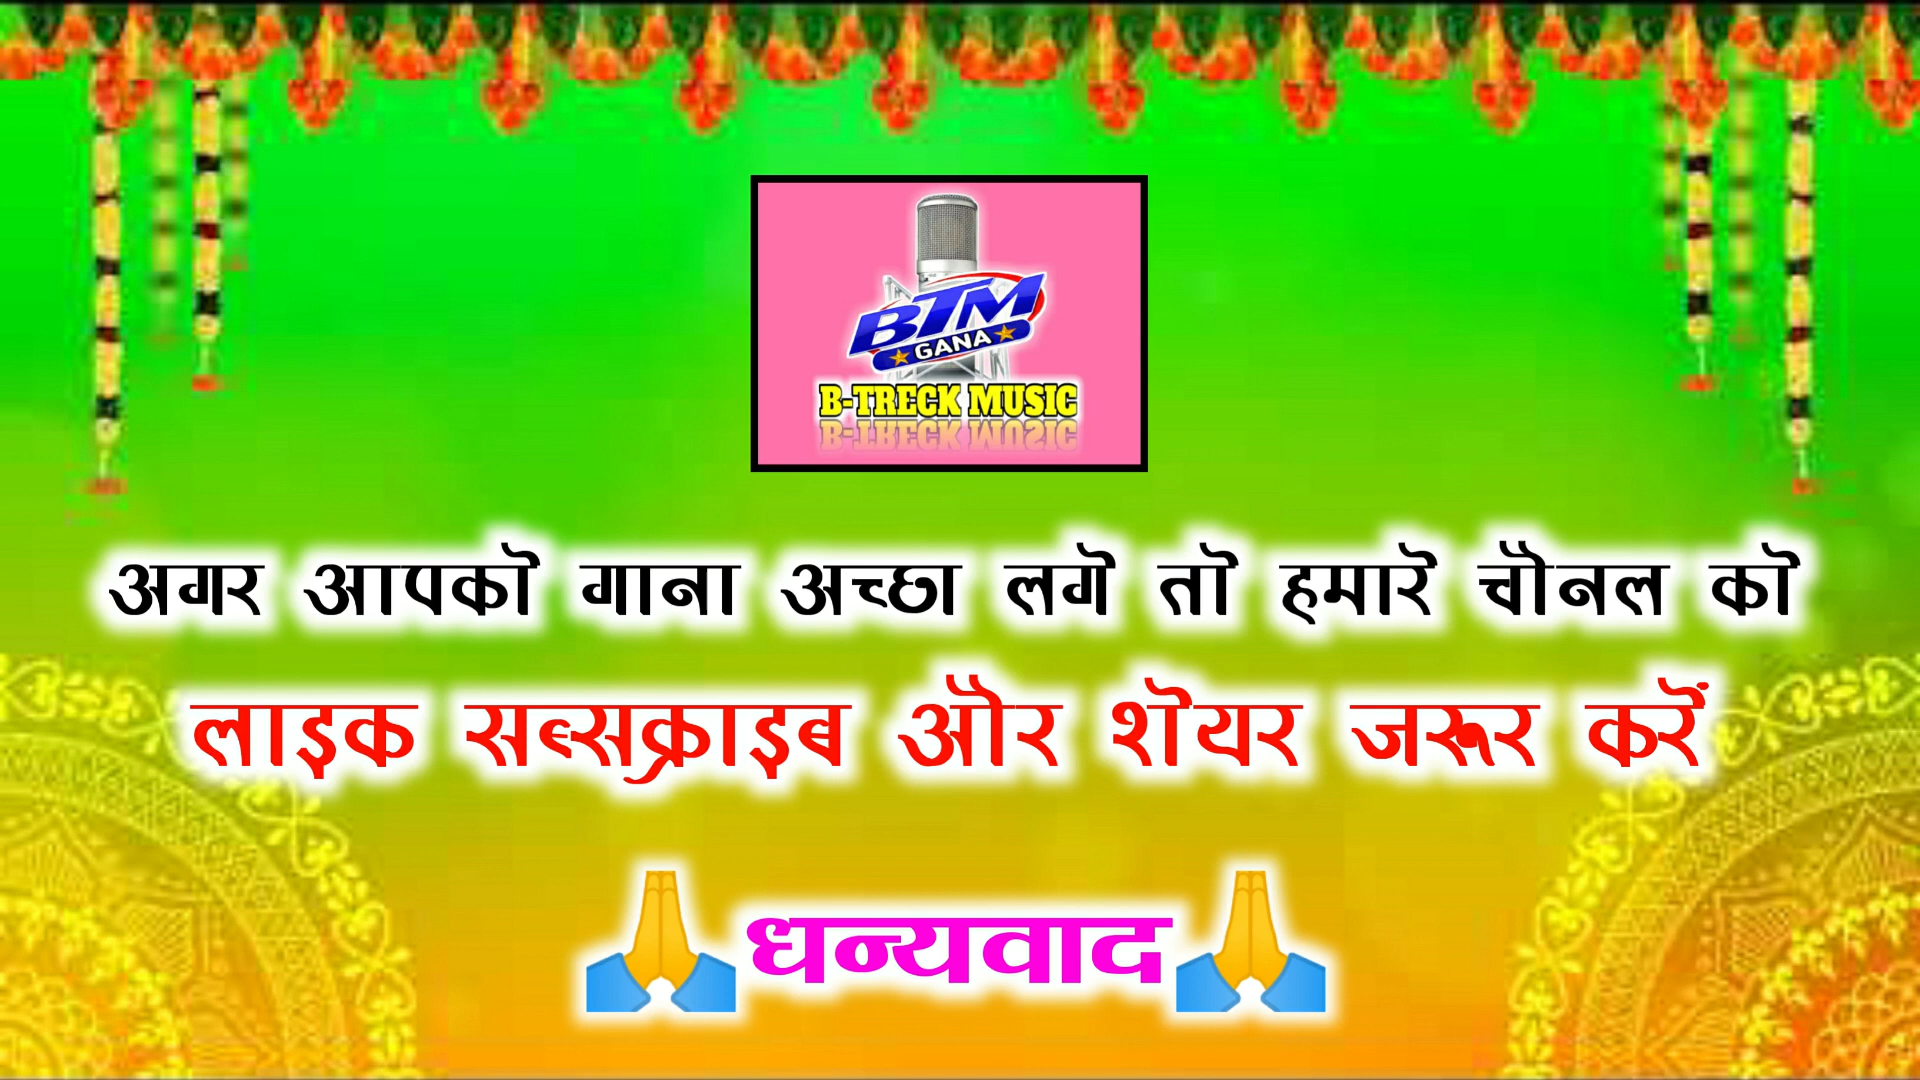 BTM
GANA
B-TRECK MUSIC
अगर आपको गाना अच्छा लगे तो हमारे चौनल को
लाइक सब्सक्राइब और शेयर जरूर करें
🙏धन्यवाद🙏